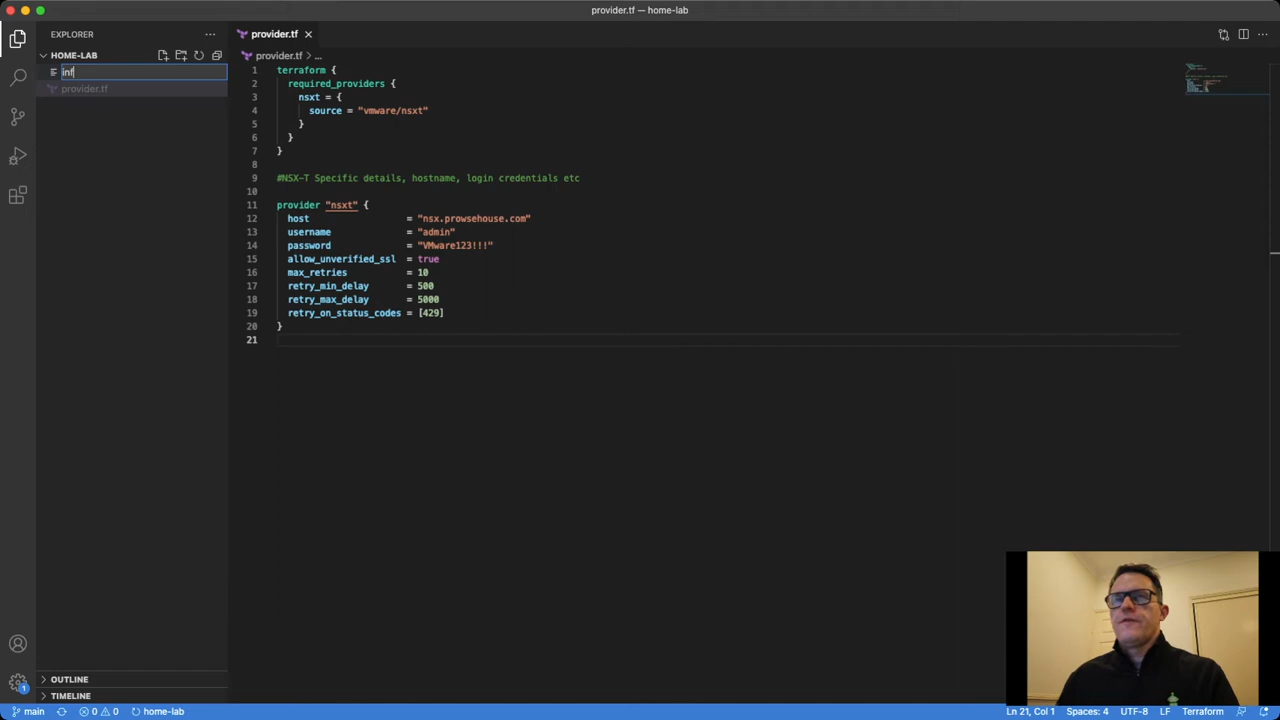 provider.tf — home-lab
EXPLORER
provider.tf
HOME-LAB
provider.tf > ...
inf
provider.tf
1 terraform {
2 required_providers {
3 nsxt = {
4 source = "vmware/nsxt"
5 }
6 }
7 }
8
9 #NSX-T Specific details, hostname, login credentials etc
10
11 provider "nsxt" {
12 host = "nsx.prowsehouse.com"
13 username = "admin"
14 password = "VMware123!!!"
15 allow_unverified_ssl = true
16 max_retries = 10
17 retry_min_delay = 500
18 retry_max_delay = 5000
19 retry_on_status_codes = [429]
20 }
21
OUTLINE
1
TIMELINE
main 0 0 home-lab Ln 21, Col 1 Spaces: 4 UTF-8 LF Terraform